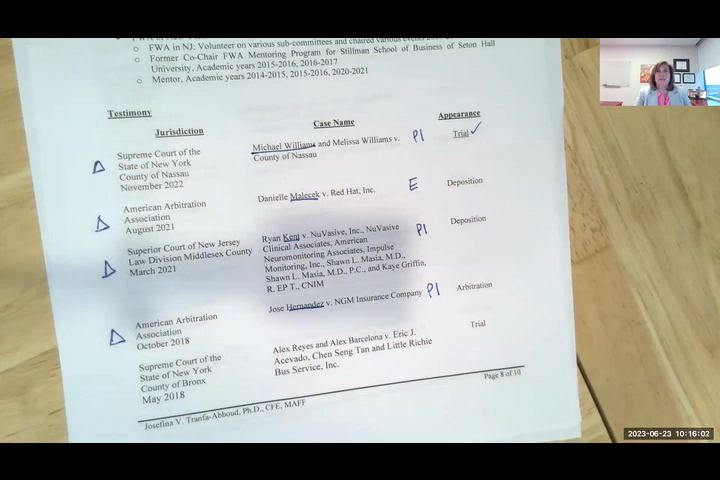 FWA in NJ: Volunteer on various sub-committees and chaired various events
Former Co-Chair FWA Mentoring Program for Stillman School of Business of Seton Hall
University, Academic years 2015-2016, 2016-2017
Mentor, Academic years 2014-2015, 2015-2016, 2020-2021
Testimony
Jurisdiction
Case Name
Appearance
Supreme Court of the
State of New York
County of Nassau
November 2022
Michael Williams and Melissa Williams v.
County of Nassau
PI
Trial ✓
Δ
American Arbitration
Association
August 2021
Danielle Malecek v. Red Hat, Inc.
E
Deposition
Δ
Superior Court of New Jersey
Law Division Middlesex County
March 2021
Ryan Kent v. NuVasive, Inc., NuVasive
Clinical Associates, American
Neuromonitoring Associates, Impulse
Monitoring, Inc., Shawn L. Masia, M.D.,
Shawn L. Masia, M.D., P.C., and Kaye Griffin,
R. EP T., CNIM
PI
Deposition
Δ
American Arbitration
Association
October 2018
Jose Hernandez v. NGM Insurance Company
PI
Arbitration
Δ
Supreme Court of the
State of New York
County of Bronx
May 2018
Alex Reyes and Alex Barcelona v. Eric J.
Acevado, Chen Seng Tan and Little Richie
Bus Service, Inc.
Trial
Josefina V. Tranfa-Abboud, Ph.D., CFE, MAFF
Page 8 of 10
2023-06-23 10:16:02